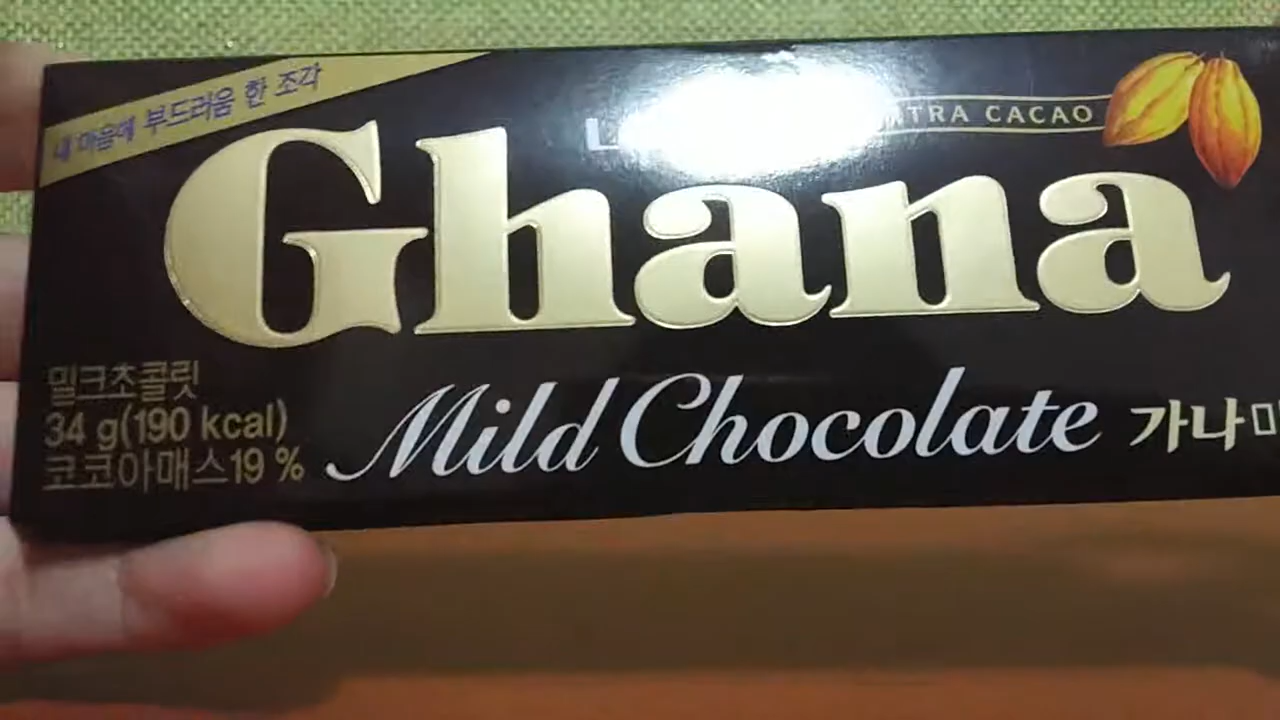 내 마음에 부드러움 한 조각
TRA CACAO
Ghana
밀크초콜릿
34 g(190 kcal)
코코아매스19 %
Mild Chocolate 가나